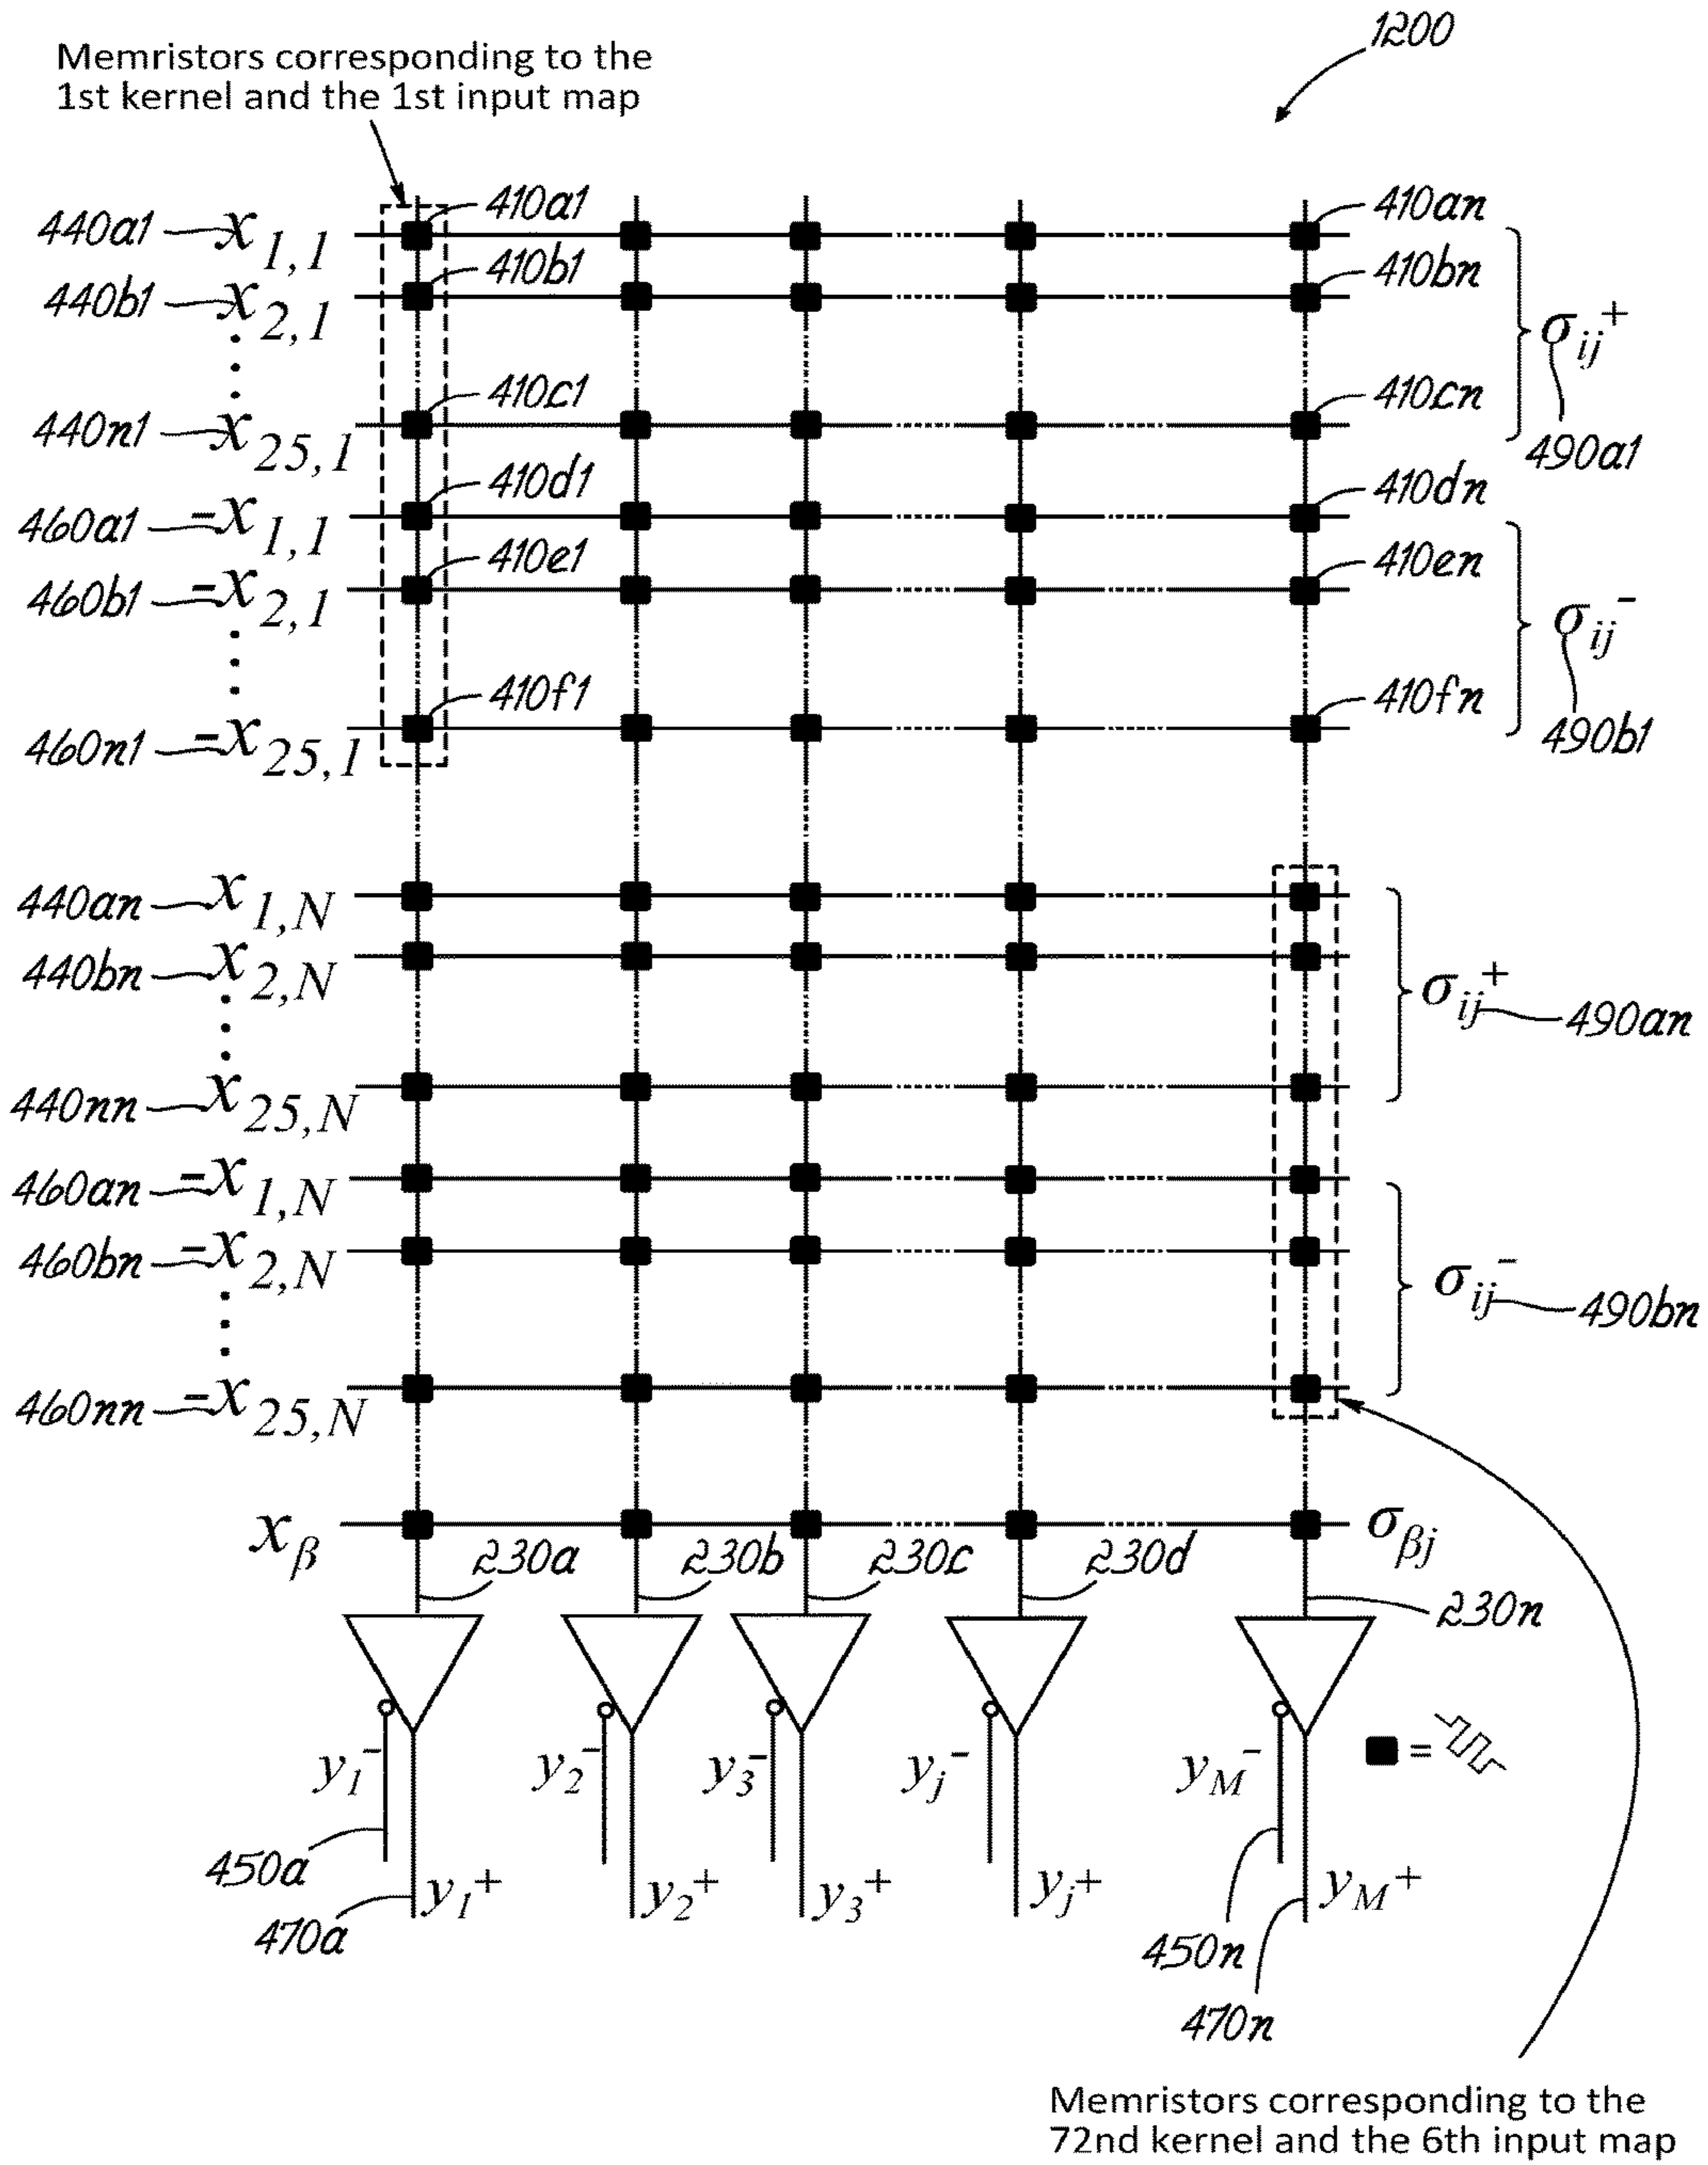 1200
Memristors corresponding to the
1st kernel and the 1st input map
440a1 x1,1 410a1 410an
440b1 x2,1 410b1 410bn
σij+
440n1 x25,1 410c1 410cn
490a1
460a1 -x1,1 410d1 410dn
460b1 -x2,1 410e1 410en
σij-
460n1 -x25,1 410f1 410fn
490b1
440an x1,N
440bn x2,N
σij+ 490an
440nn x25,N
460an -x1,N
460bn -x2,N
σij- 490bn
460nn -x25,N
xβ σβj
230a 230b 230c 230d 230n
y1- y2- y3- yj- yM- =
450a
y1+ y2+ y3+ yj+ yM+
470a 450n
470n
Memristors corresponding to the
72nd kernel and the 6th input map